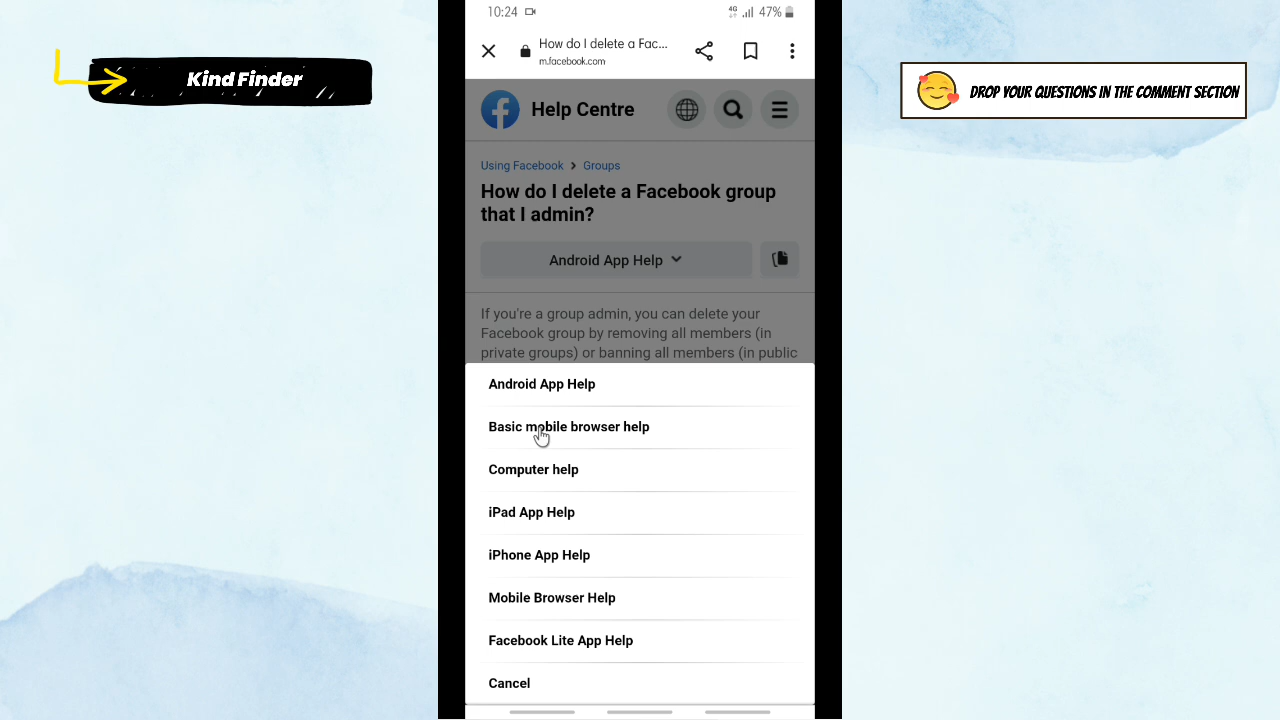 Kind Finder
DROP YOUR QUESTIONS IN THE COMMENT SECTION
10:24 4G 47%
How do I delete a Fac...
m.facebook.com
Help Centre
Using Facebook > Groups
How do I delete a Facebook group
that I admin?
Android App Help
If you're a group admin, you can delete your
Facebook group by removing all members (in
private groups) or banning all members (in public
Android App Help
Basic mobile browser help
Computer help
iPad App Help
iPhone App Help
Mobile Browser Help
Facebook Lite App Help
Cancel